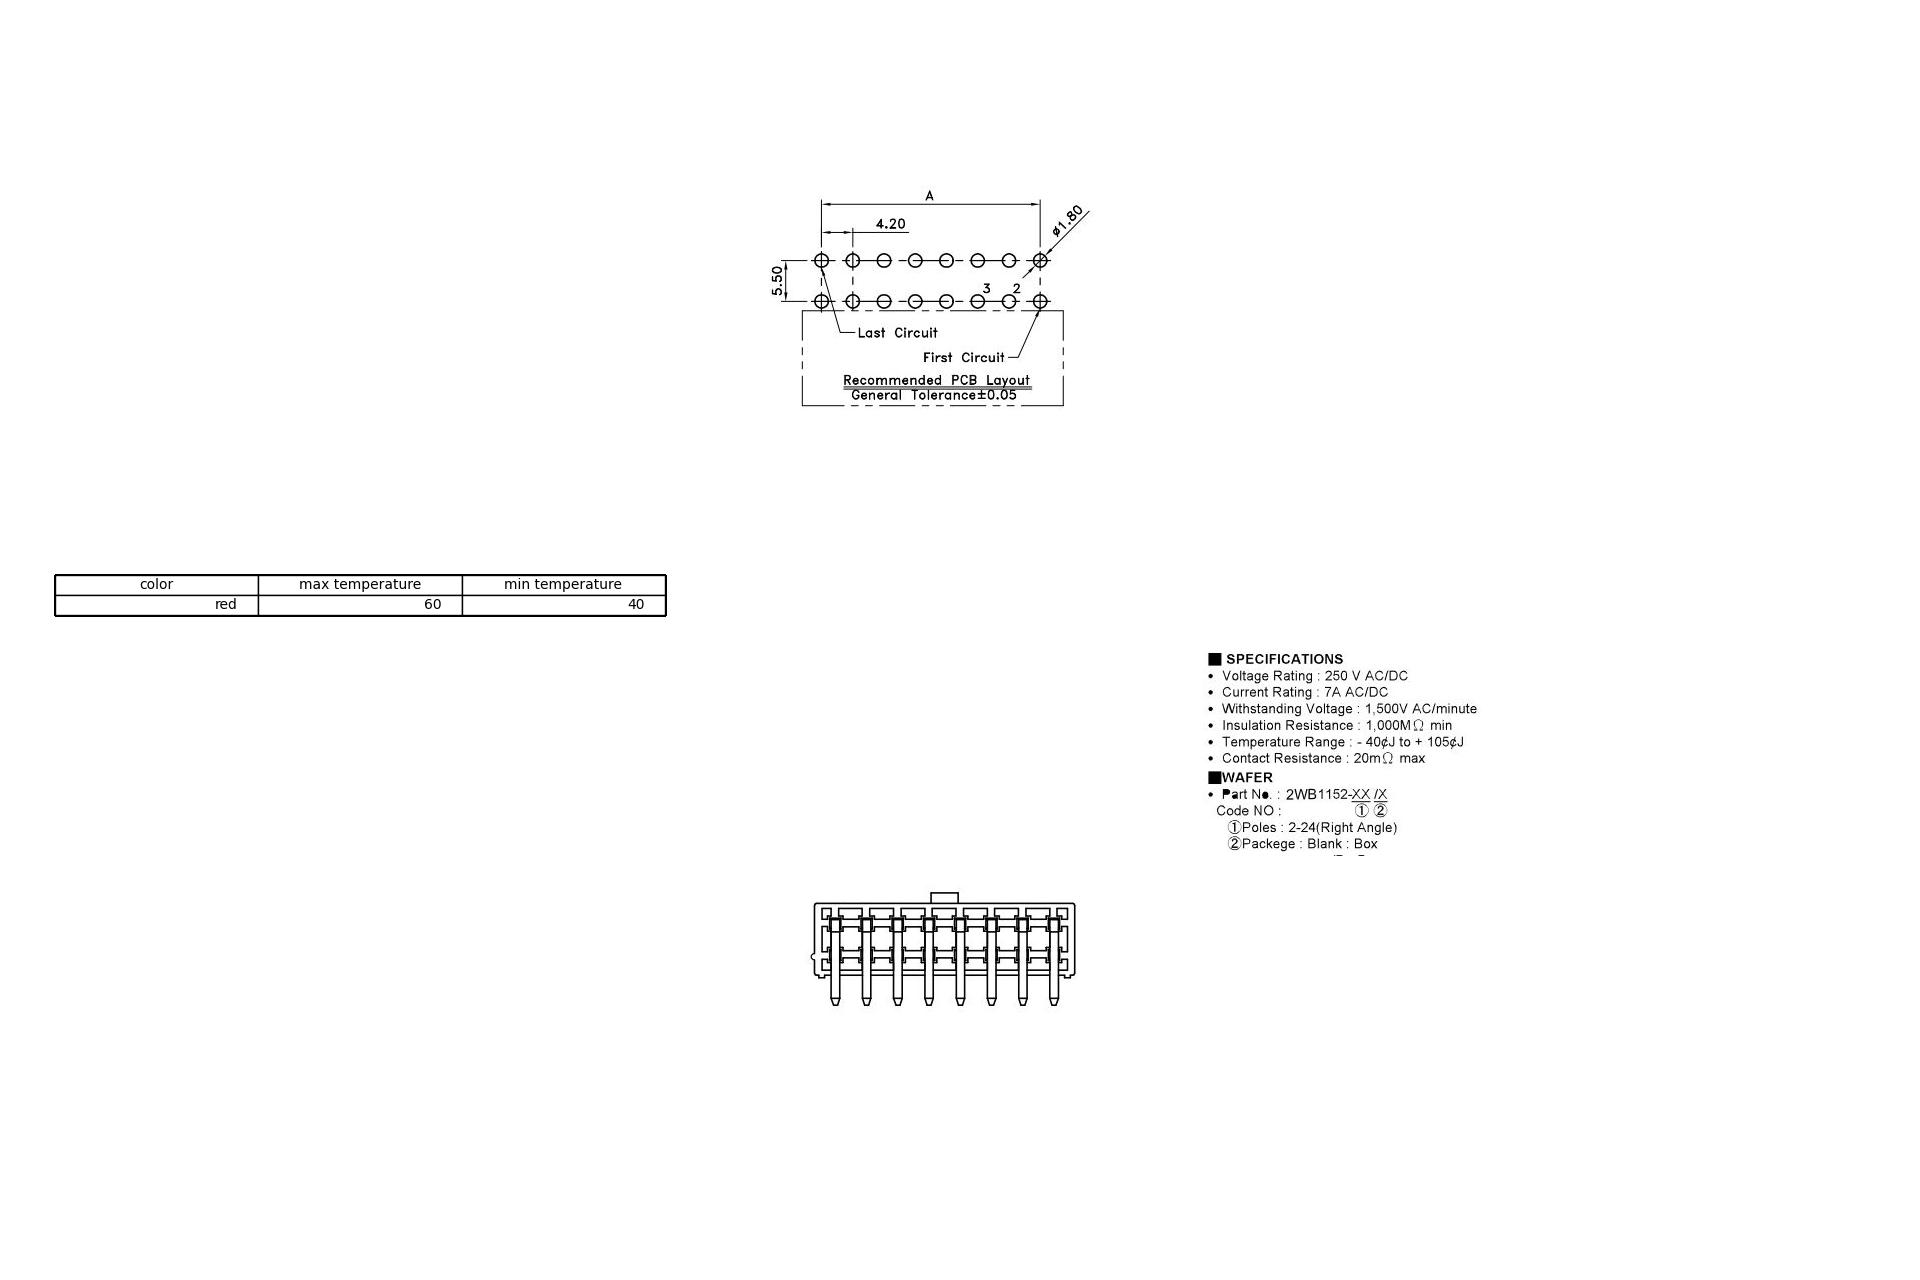 A
4.20
ø1.80
5.50
3 2
Last Circuit
First Circuit
Recommended PCB Layout
General Tolerance±0.05
color max temperature min temperature
red 60 40
■ SPECIFICATIONS
• Voltage Rating : 250 V AC/DC
• Current Rating : 7A AC/DC
• Withstanding Voltage : 1,500V AC/minute
• Insulation Resistance : 1,000MΩ min
• Temperature Range : - 40¢J to + 105¢J
• Contact Resistance : 20mΩ max
■WAFER
• Part No. : 2WB1152-XX /X
Code NO : ① ②
①Poles : 2-24(Right Angle)
②Packege : Blank : Box